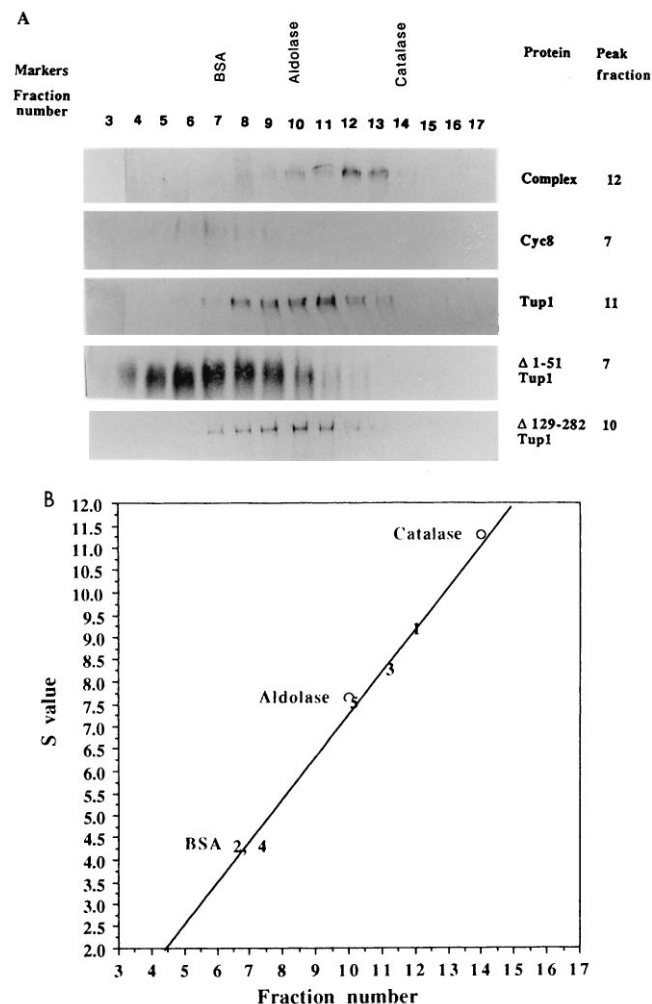 A
Markers BSA Aldolase Catalase Protein Peak fraction
Fraction number
3 4 5 6 7 8 9 10 11 12 13 14 15 16 17
Complex 12
Cyc8 7
Tup1 11
Δ 1-51 Tup1 7
Δ 129-282 Tup1 10
B
12.0
11.5
11.0
10.5
10.0
9.5
9.0
8.5
8.0
7.5
7.0
6.5
6.0
5.5
5.0
4.5
4.0
3.5
3.0
2.5
2.0
S value
Catalase
1
3
Aldolase
5
BSA 2, 4
3 4 5 6 7 8 9 10 11 12 13 14 15 16 17
Fraction number